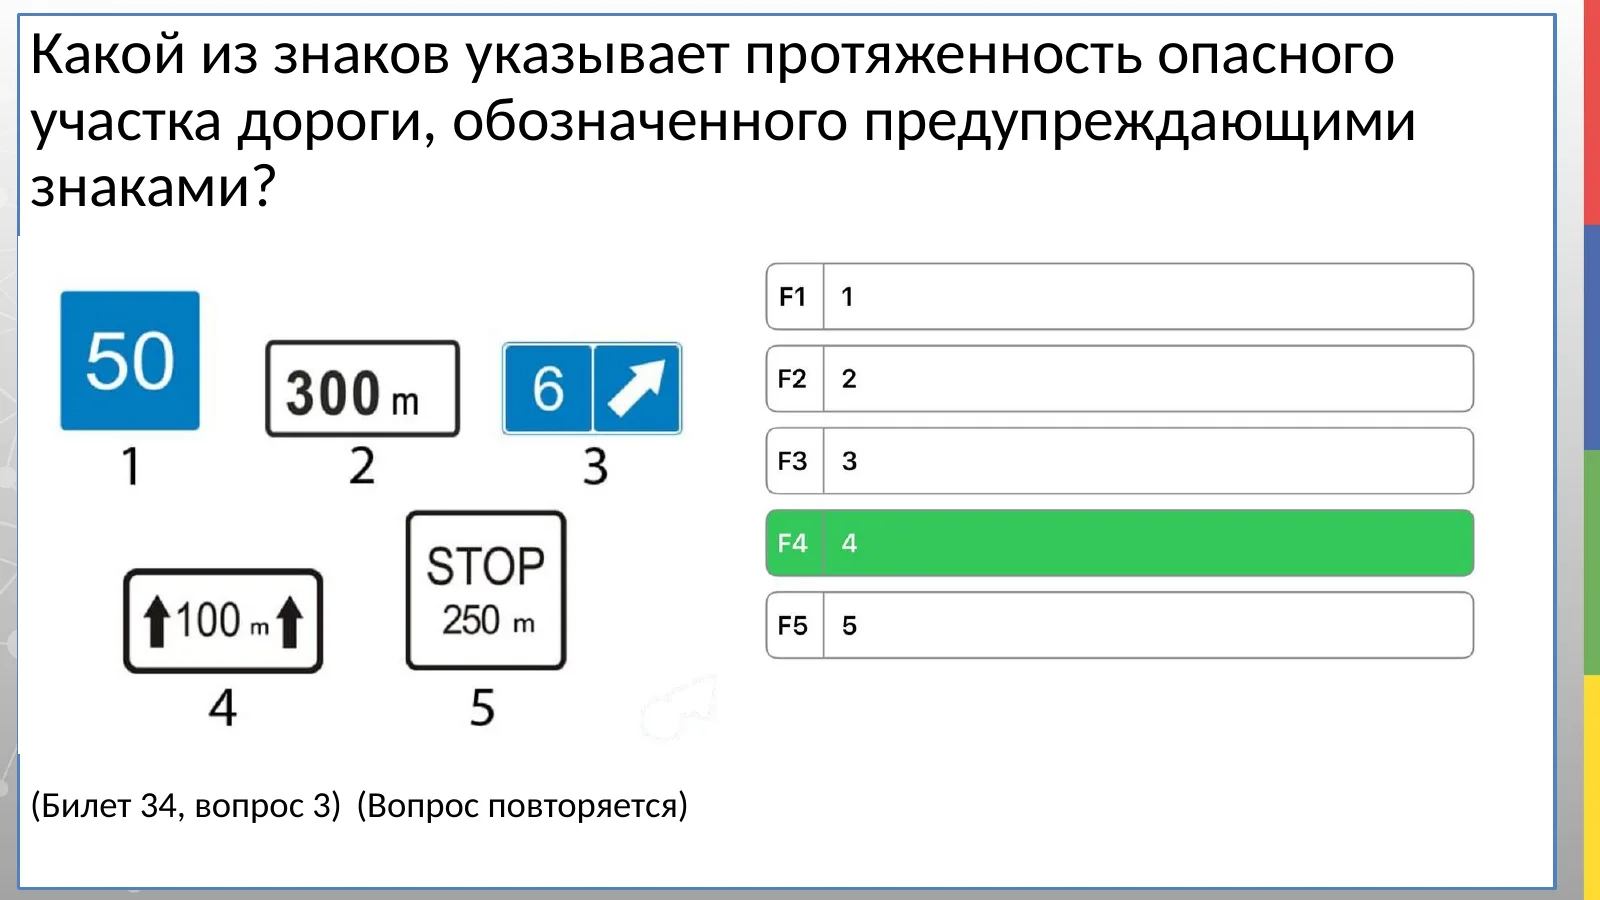 Какой из знаков указывает протяженность опасного
участка дороги, обозначенного предупреждающими
знаками?
50
300 m
6
1
2
3
100 m
STOP
250 m
4
5
F1 1
F2 2
F3 3
F4 4
F5 5
(Билет 34, вопрос 3) (Вопрос повторяется)